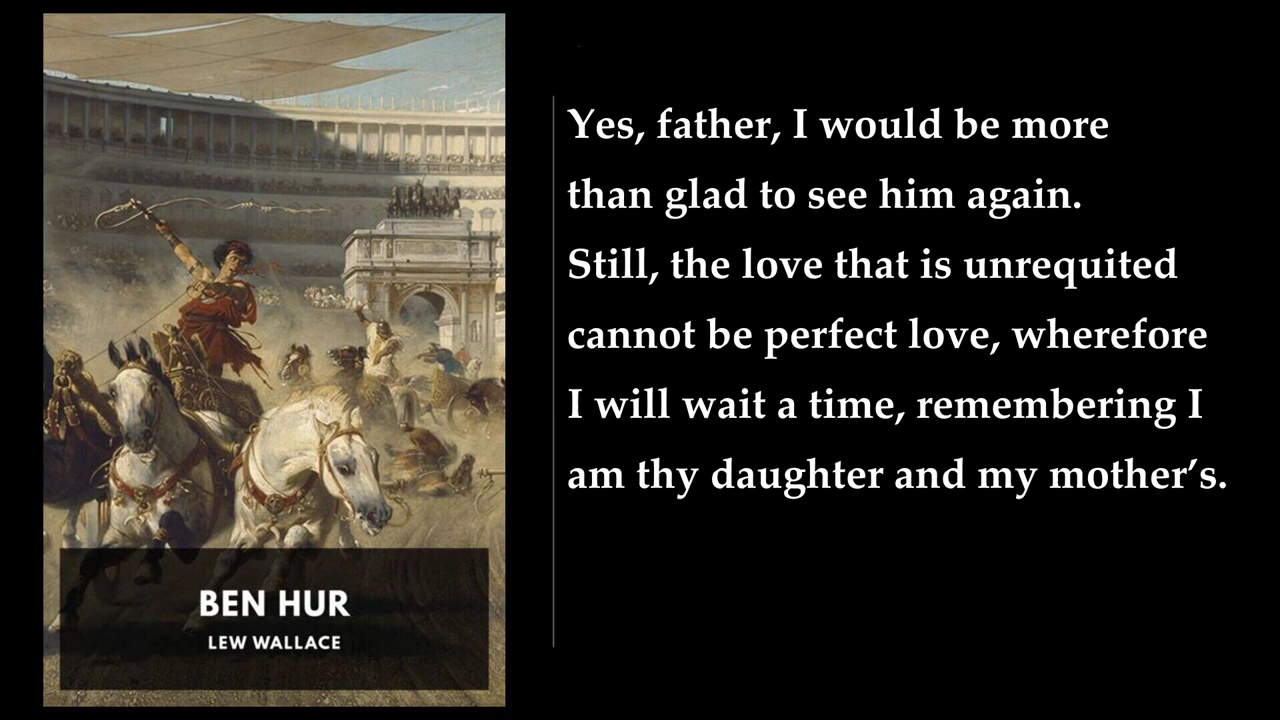 BEN HUR
LEW WALLACE
Yes, father, I would be more
than glad to see him again.
Still, the love that is unrequited
cannot be perfect love, wherefore
I will wait a time, remembering I
am thy daughter and my mother’s.